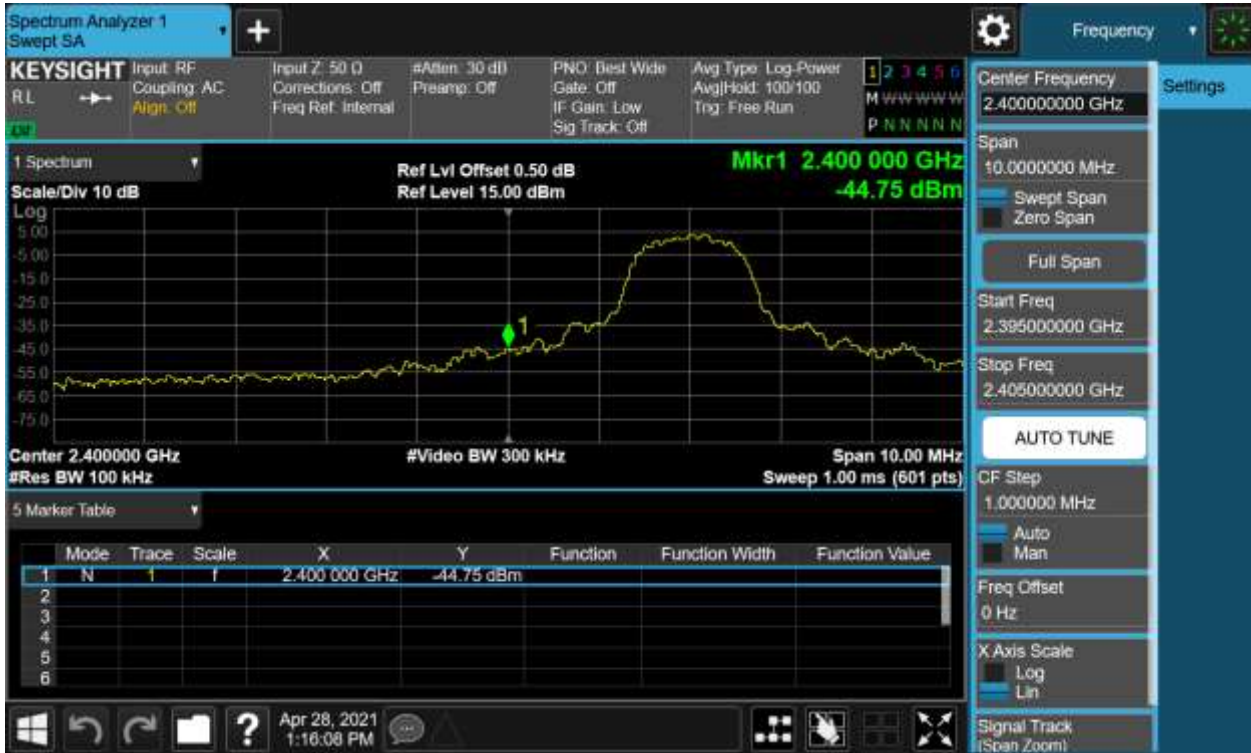 Spectrum Analyzer 1
Swept SA
+
Frequency
KEYSIGHT
RL
Input: RF
Coupling: AC
Align: Off
Input Z: 50 Ω
Corrections: Off
Freq Ref: Internal
#Atten: 30 dB
Preamp: Off
PNO: Best Wide
Gate: Off
IF Gain: Low
Sig Track: Off
Avg Type: Log-Power
Avg|Hold: 100/100
Trig: Free Run
1 2 3 4 5 6
M W W W W W
P N N N N N
1 Spectrum
Scale/Div 10 dB
Ref Lvl Offset 0.50 dB
Ref Level 15.00 dBm
Mkr1 2.400 000 GHz
-44.75 dBm
Log
5.00
-5.00
-15.0
-25.0
-35.0
-45.0
-55.0
-65.0
-75.0
1
Center 2.400000 GHz
#Res BW 100 kHz
#Video BW 300 kHz
Span 10.00 MHz
Sweep 1.00 ms (601 pts)
5 Marker Table
Mode Trace Scale X Y Function Function Width Function Value
1 N 1 f 2.400 000 GHz -44.75 dBm
2
3
4
5
6
?
Apr 28, 2021
1:16:08 PM
Center Frequency
2.400000000 GHz
Settings
Span
10.0000000 MHz
Swept Span
Zero Span
Full Span
Start Freq
2.395000000 GHz
Stop Freq
2.405000000 GHz
AUTO TUNE
CF Step
1.000000 MHz
Auto
Man
Freq Offset
0 Hz
X Axis Scale
Log
Lin
Signal Track
(Span Zoom)